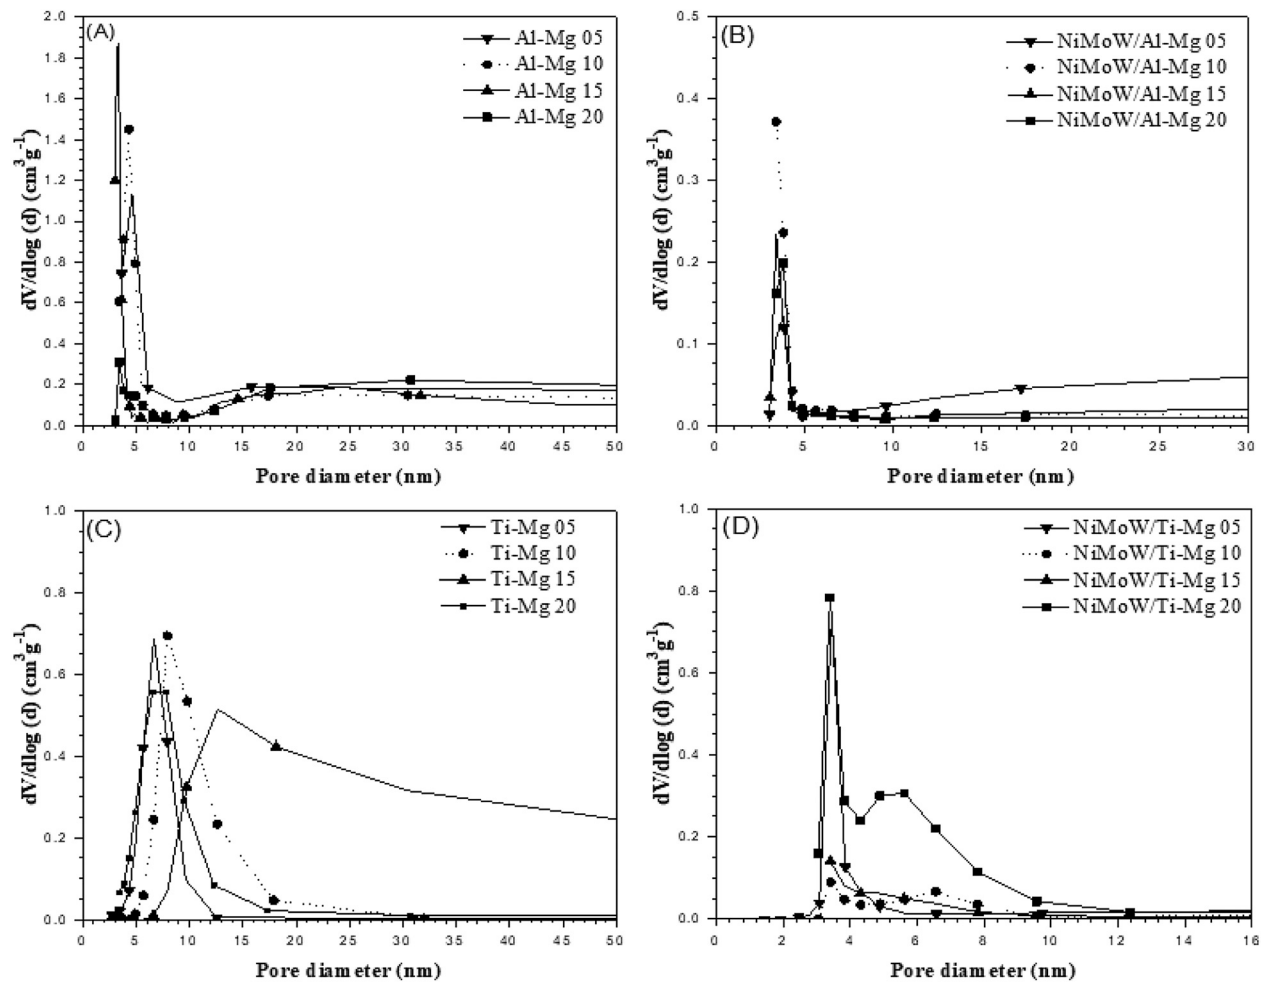 (A)
2.0
1.8
1.6
1.4
1.2
1.0
0.8
0.6
0.4
0.2
0.0
dV/dlog (d) (cm³g⁻¹)
Al-Mg 05
Al-Mg 10
Al-Mg 15
Al-Mg 20
0 5 10 15 20 25 30 35 40 45 50
Pore diameter (nm)
(B)
0.5
0.4
0.3
0.2
0.1
0.0
dV/dlog (d) (cm³g⁻¹)
NiMoW/Al-Mg 05
NiMoW/Al-Mg 10
NiMoW/Al-Mg 15
NiMoW/Al-Mg 20
0 5 10 15 20 25 30
Pore diameter (nm)
(C)
1.0
0.8
0.6
0.4
0.2
0.0
dV/dlog (d) (cm³g⁻¹)
Ti-Mg 05
Ti-Mg 10
Ti-Mg 15
Ti-Mg 20
0 5 10 15 20 25 30 35 40 45 50
Pore diameter (nm)
(D)
1.0
0.8
0.6
0.4
0.2
0.0
dV/dlog (d) (cm³g⁻¹)
NiMoW/Ti-Mg 05
NiMoW/Ti-Mg 10
NiMoW/Ti-Mg 15
NiMoW/Ti-Mg 20
0 2 4 6 8 10 12 14 16
Pore diameter (nm)